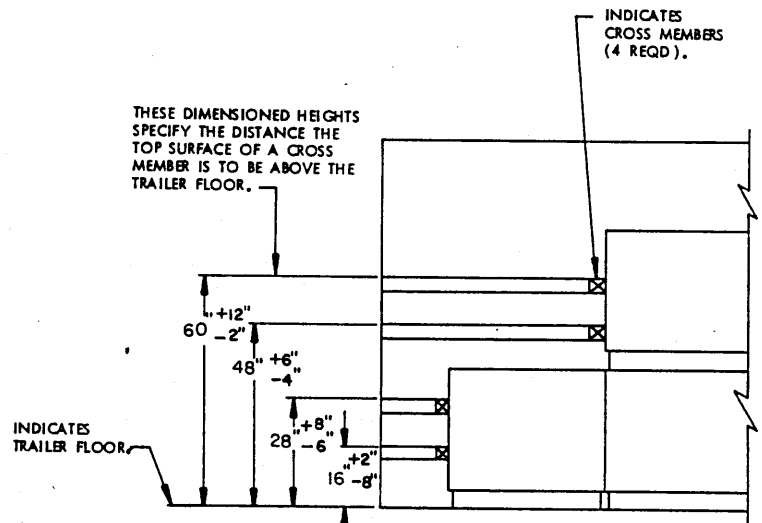 INDICATES
CROSS MEMBERS
(4 REQD).
THESE DIMENSIONED HEIGHTS
SPECIFY THE DISTANCE THE
TOP SURFACE OF A CROSS
MEMBER IS TO BE ABOVE THE
TRAILER FLOOR.
60" +12"
-2"
48" +6"
-4"
28" +8"
-6"
16" +2"
-8"
INDICATES
TRAILER FLOOR.